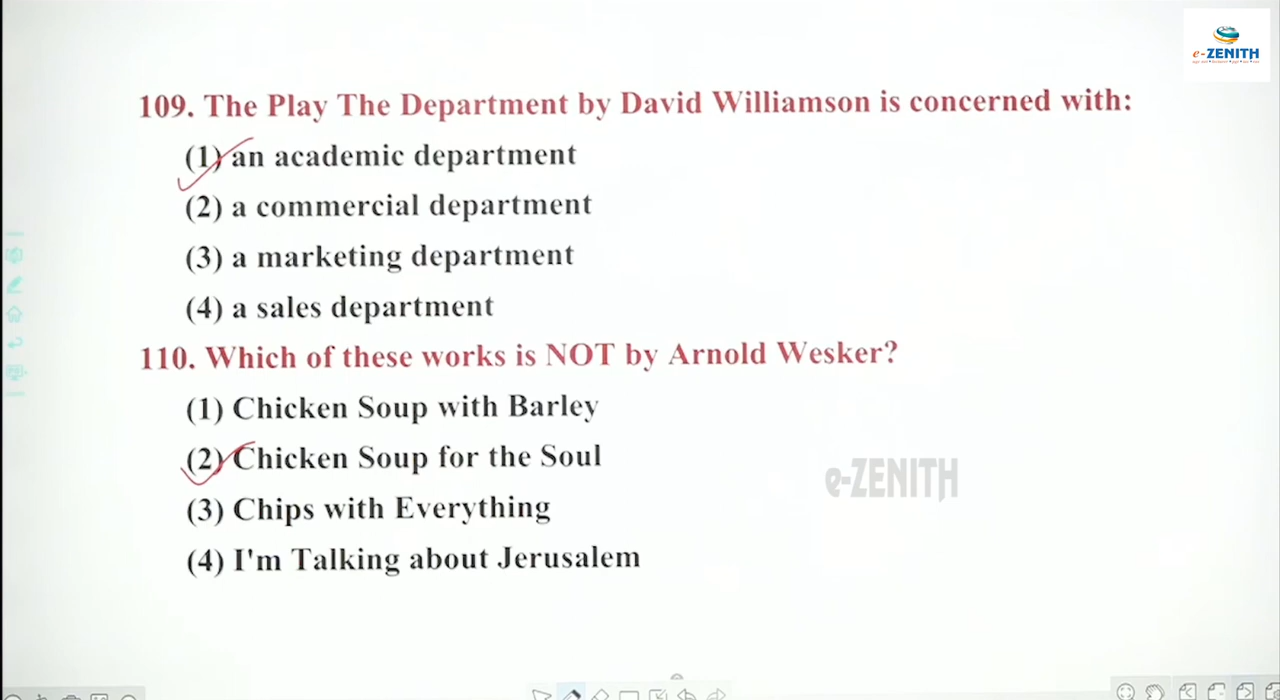 e-ZENITH
109. The Play The Department by David Williamson is concerned with:
(1) an academic department
(2) a commercial department
(3) a marketing department
(4) a sales department
110. Which of these works is NOT by Arnold Wesker?
(1) Chicken Soup with Barley
(2) Chicken Soup for the Soul
e-ZENITH
(3) Chips with Everything
(4) I'm Talking about Jerusalem